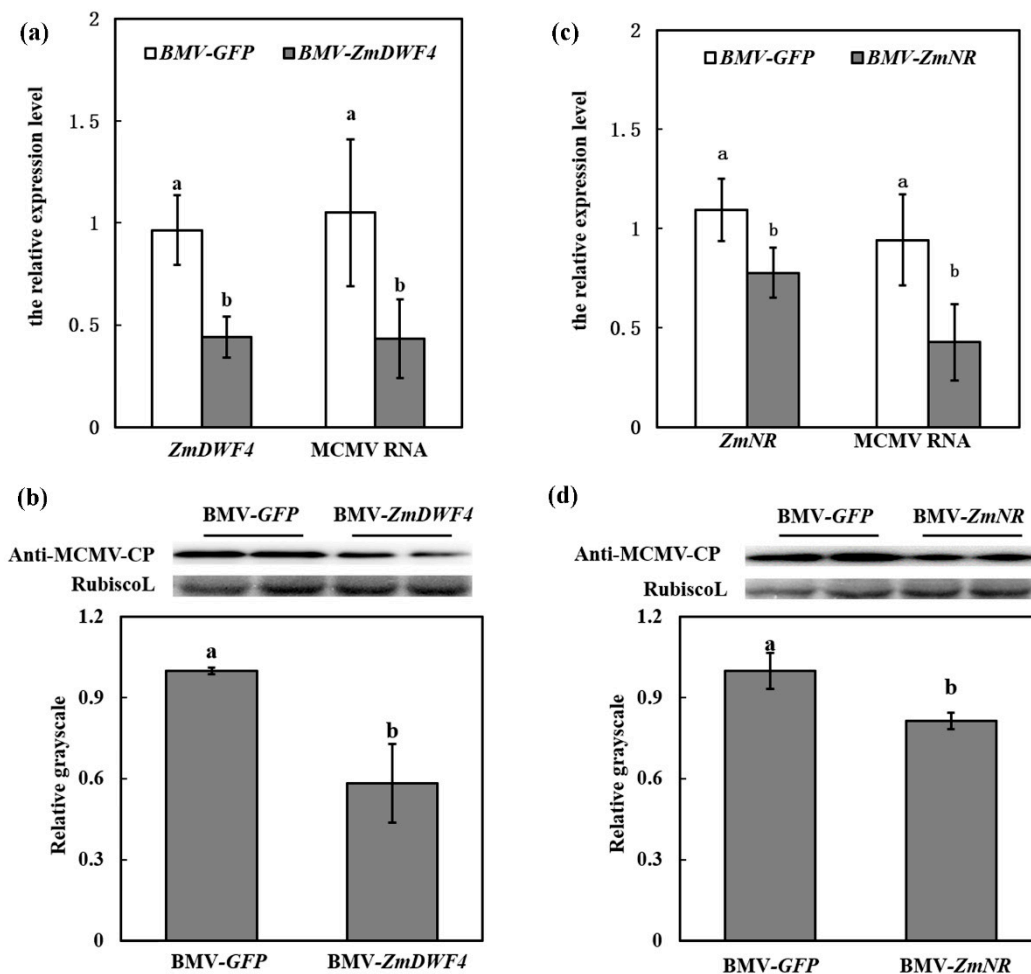 (a)
2
1.5
1
0.5
0
the relative expression level
BMV-GFP BMV-ZmDWF4
a
b
a
b
ZmDWF4 MCMV RNA
(c)
2
1.5
1
0.5
0
the relative expression level
BMV-GFP BMV-ZmNR
a
b
a
b
ZmNR MCMV RNA
(b)
BMV-GFP BMV-ZmDWF4
Anti-MCMV-CP
RubiscoL
1.2
0.9
0.6
0.3
0
Relative grayscale
a
b
BMV-GFP BMV-ZmDWF4
(d)
BMV-GFP BMV-ZmNR
Anti-MCMV-CP
RubiscoL
1.2
0.9
0.6
0.3
0
Relative grayscale
a
b
BMV-GFP BMV-ZmNR